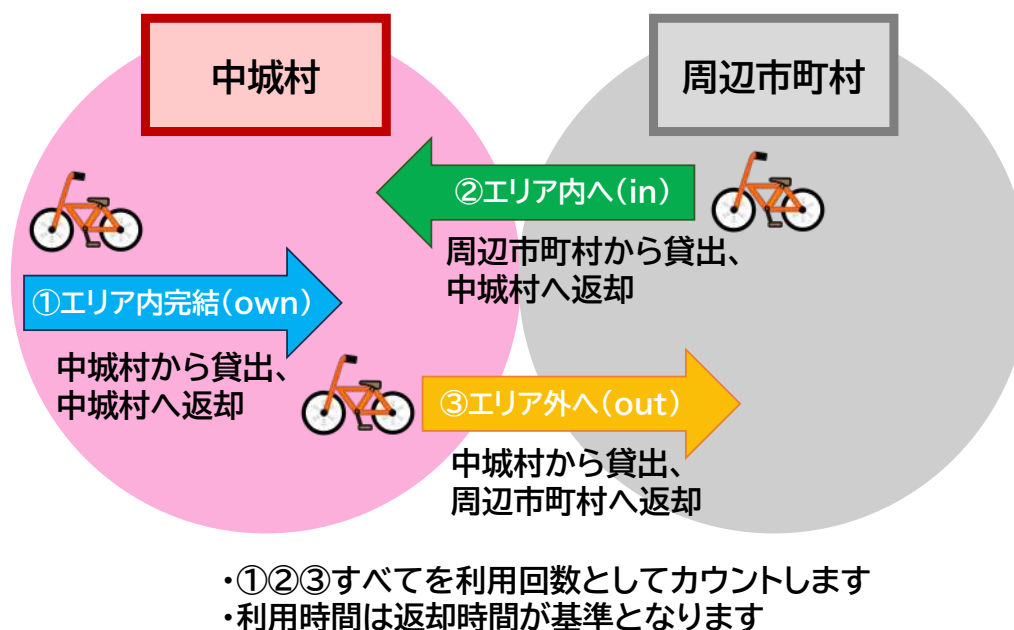 中城村
周辺市町村
②エリア内へ(in)
周辺市町村から貸出、
中城村へ返却
①エリア内完結(own)
中城村から貸出、
中城村へ返却
③エリア外へ(out)
中城村から貸出、
周辺市町村へ返却
・①②③すべてを利用回数としてカウントします
・利用時間は返却時間が基準となります